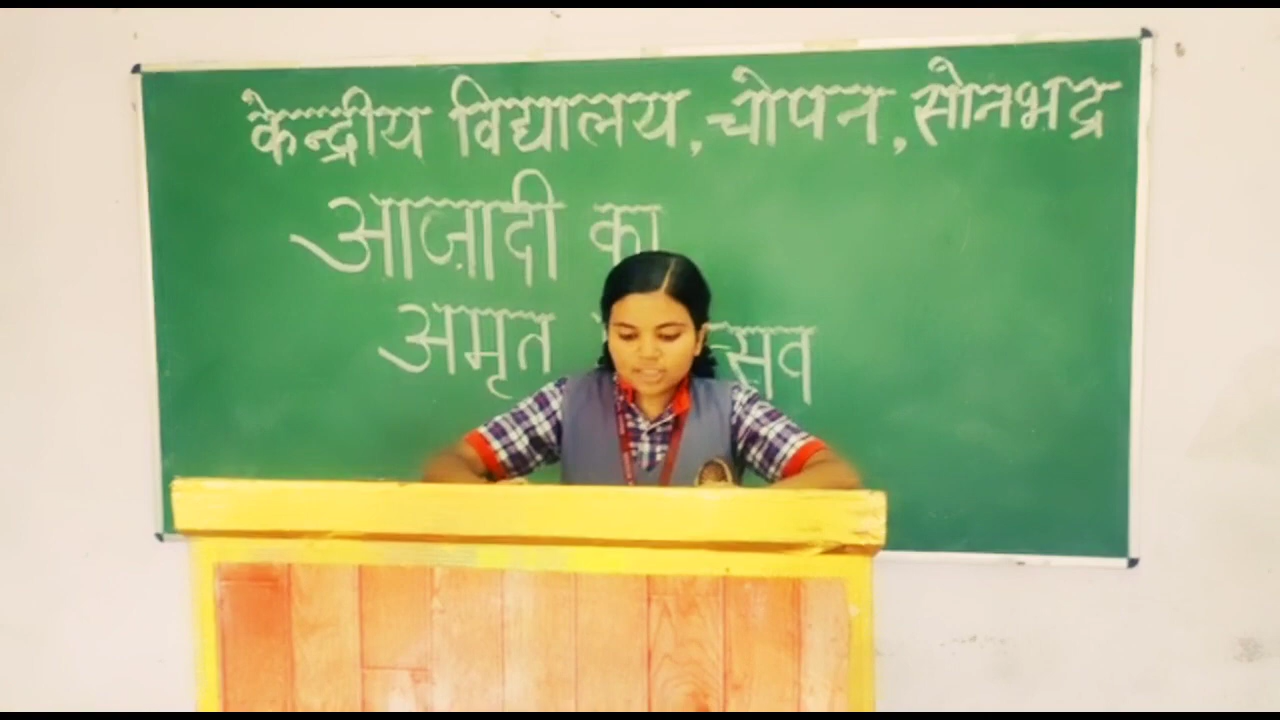 केन्द्रीय विद्यालय, चोपन, सोनभद्र
आज़ादी का
अमृत